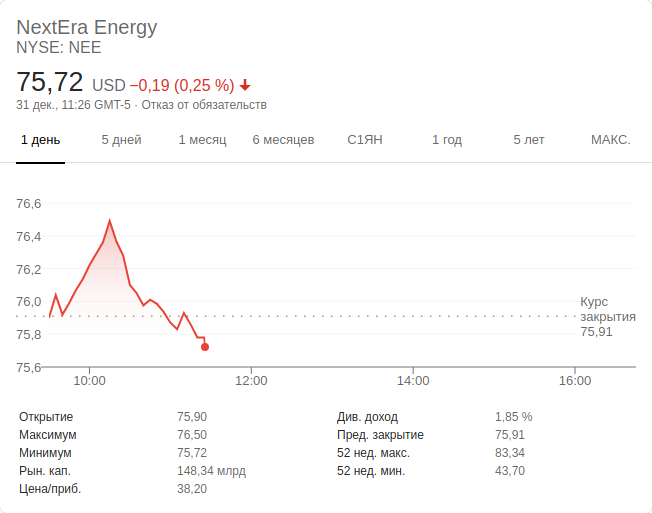 NextEra Energy
NYSE: NEE
75,72 USD −0,19 (0,25 %)
31 дек., 11:26 GMT-5 · Отказ от обязательств
1 день 5 дней 1 месяц 6 месяцев С1ЯН 1 год 5 лет МАКС.
76,6
76,4
76,2
76,0
75,8
75,6
Курс
закрытия
75,91
10:00 12:00 14:00 16:00
Открытие 75,90 Див. доход 1,85 %
Максимум 76,50 Пред. закрытие 75,91
Минимум 75,72 52 нед. макс. 83,34
Рын. кап. 148,34 млрд 52 нед. мин. 43,70
Цена/приб. 38,20